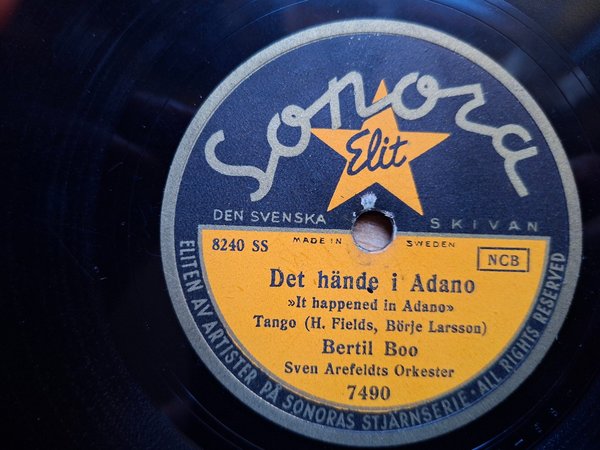 Sonora
Elit
DEN SVENSKA SKIVAN
8240 SS
MADE IN SWEDEN
NCB
Det hände i Adano
»It happened in Adano»
Tango (H. Fields, Börje Larsson)
Bertil Boo
Sven Arefeldts Orkester
7490
ELITEN AV ARTISTER PÅ SONORAS STJÄRNSERIE · ALL RIGHTS RESERVED